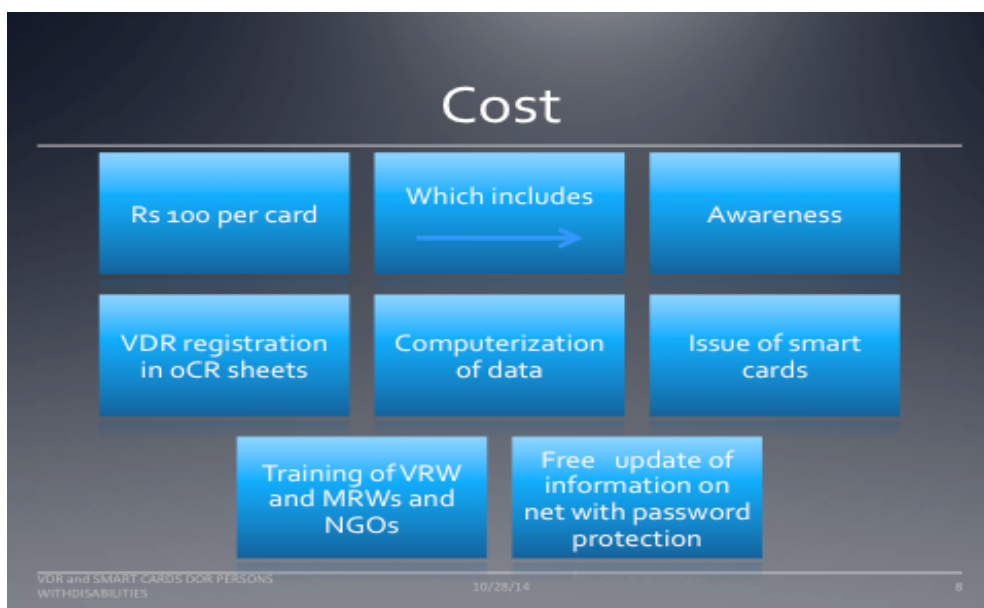 Cost
Rs 100 per card
Which includes
Awareness
VDR registration
in oCR sheets
Computerization
of data
Issue of smart
cards
Training of VRW
and MRWs and
NGOs
Free update of
information on
net with password
protection
VDR and SMART CARDS DOR PERSONS
WITHDISABILITIES
10/28/14
8